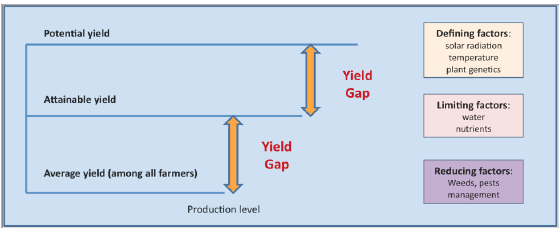 Potential yield
Yield
Gap
Attainable yield
Yield
Gap
Average yield (among all farmers)
Production level
Defining factors:
solar radiation
temperature
plant genetics
Limiting factors:
water
nutrients
Reducing factors:
Weeds, pests
management